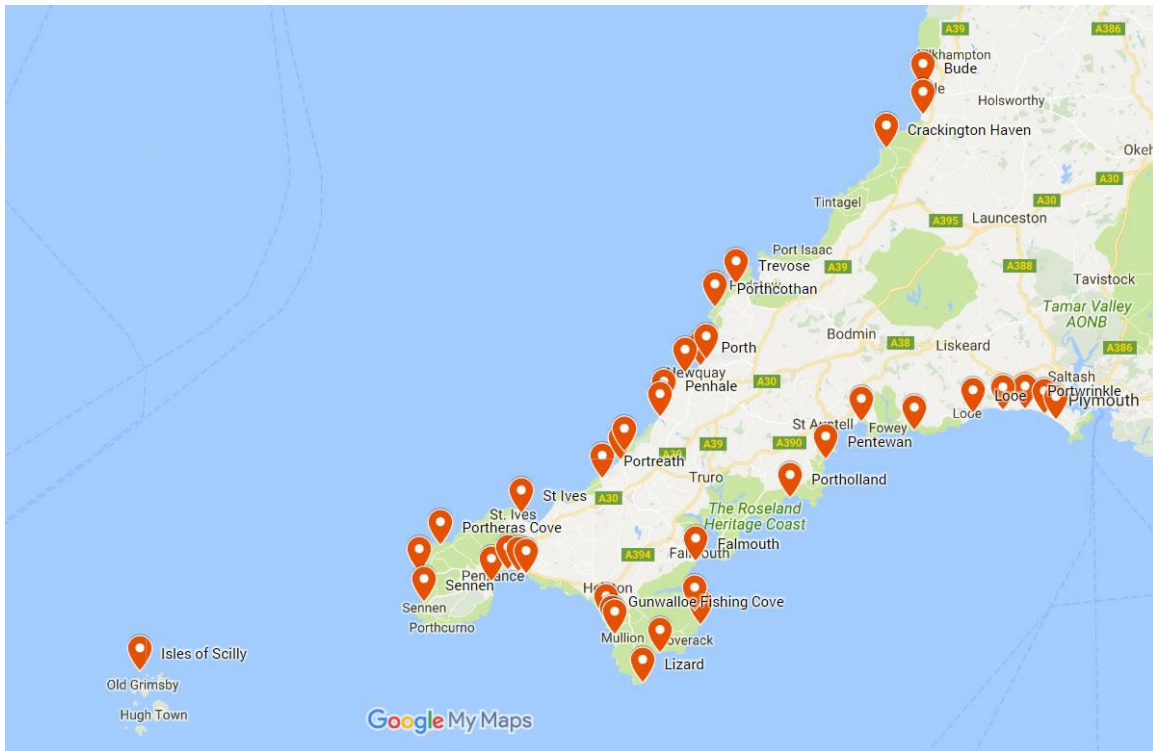 A39
A386
Kilkhampton
Bude
Holsworthy
Crackington Haven
A30
A30
Tintagel
A395
Launceston
Port Isaac
A39
Trevose
A388
Tavistock
Porthcothan
Tamar Valley
AONB
Bodmin
A38
Liskeard
A386
Porth
Newquay
Penhale
A30
Saltash
Portwrinkle
Plymouth
Looe
Looe
St Austell
Fowey
A39
A390
Pentewan
A30
Portreath
Truro
Portholland
St Ives
A30
St. Ives
The Roseland
Heritage Coast
Portheras Cove
Falmouth
A394
Falmouth
Penzance
Sennen
Helston
Gunwalloe Fishing Cove
Sennen
Porthcurno
Mullion
Coverack
Isles of Scilly
Lizard
Old Grimsby
Hugh Town
Google My Maps